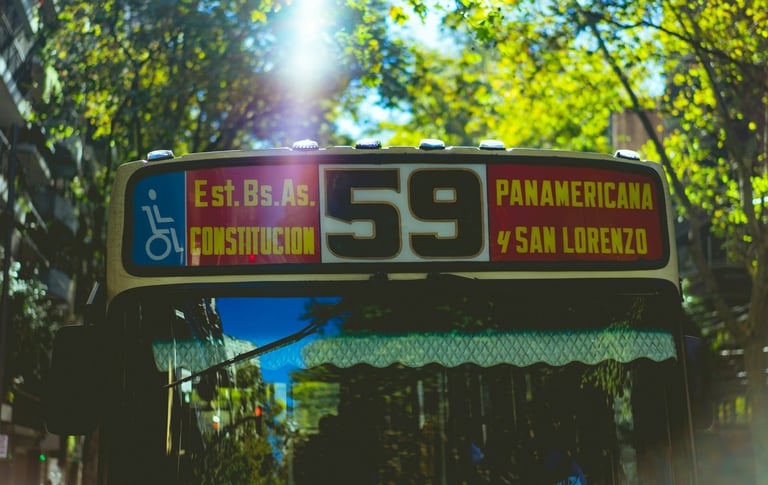 Est.Bs.As.
CONSTITUCION
59
PANAMERICANA
y SAN LORENZO